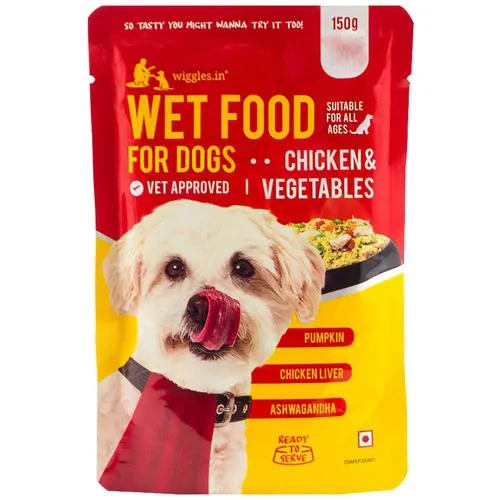 SO TASTY YOU MIGHT WANNA TRY IT TOO!
150g
wiggles.in®
WET FOOD
FOR DOGS
VET APPROVED
SUITABLE
FOR ALL
AGES
CHICKEN &
VEGETABLES
PUMPKIN
CHICKEN LIVER
ASHWAGANDHA
READY
TO
SERVE